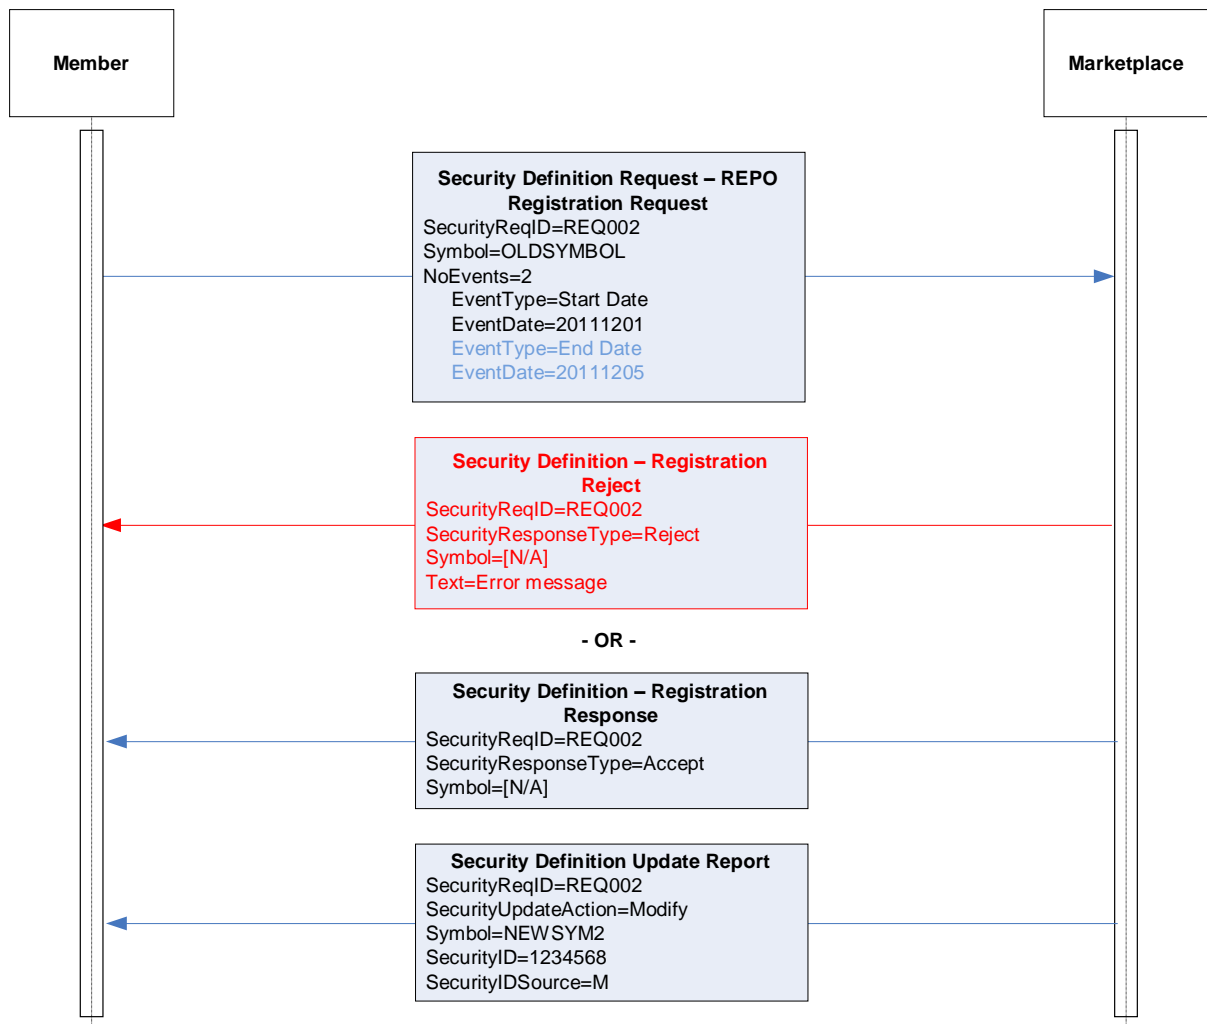 Member
Marketplace
Security Definition Request – REPO
Registration Request
SecurityReqID=REQ002
Symbol=OLDSYMBOL
NoEvents=2
EventType=Start Date
EventDate=20111201
EventType=End Date
EventDate=20111205
Security Definition – Registration
Reject
SecurityReqID=REQ002
SecurityResponseType=Reject
Symbol=[N/A]
Text=Error message
- OR -
Security Definition – Registration
Response
SecurityReqID=REQ002
SecurityResponseType=Accept
Symbol=[N/A]
Security Definition Update Report
SecurityReqID=REQ002
SecurityUpdateAction=Modify
Symbol=NEWSYM2
SecurityID=1234568
SecurityIDSource=M